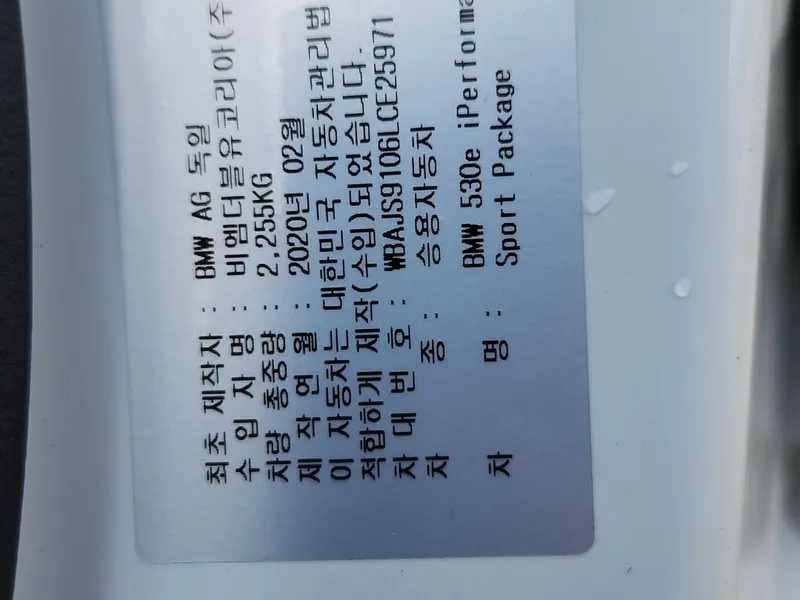 최초 제작자 : BMW AG 독일
수 입 자 명 : 비엠더블유코리아(주
차량 총중량 : 2,255KG
제 작 연 월 : 2020년 02월
이 자동차는 대한민국 자동차관리법
적합하게 제작(수입)되었습니다.
차 대 번 호 : WBAJS9106LCE25971
차 종 : 승용자동차
차 명 : BMW 530e iPerforma
Sport Package